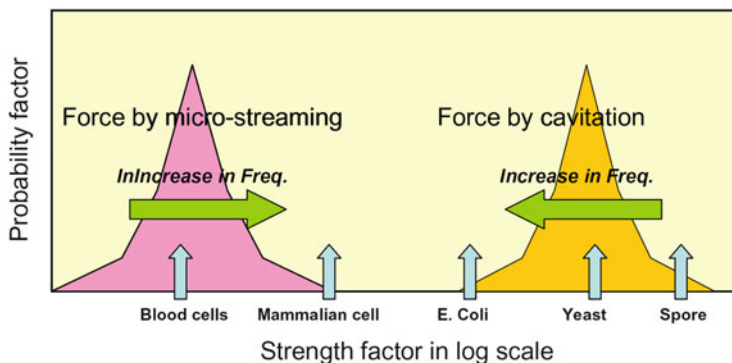 Probability factor
Force by micro-streaming
Force by cavitation
InIncrease in Freq.
Increase in Freq.
Blood cells
Mammalian cell
E. Coli
Yeast
Spore
Strength factor in log scale